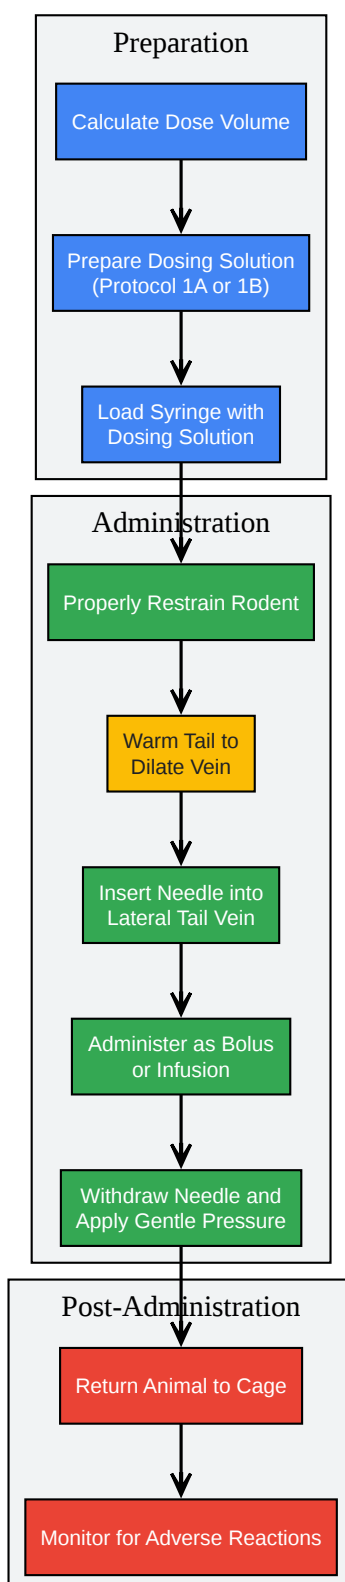 Preparation
Calculate Dose Volume
Prepare Dosing Solution
(Protocol 1A or 1B)
Load Syringe with
Dosing Solution
Administration
Properly Restrain Rodent
Warm Tail to
Dilate Vein
Insert Needle into
Lateral Tail Vein
Administer as Bolus
or Infusion
Withdraw Needle and
Apply Gentle Pressure
Post-Administration
Return Animal to Cage
Monitor for Adverse Reactions